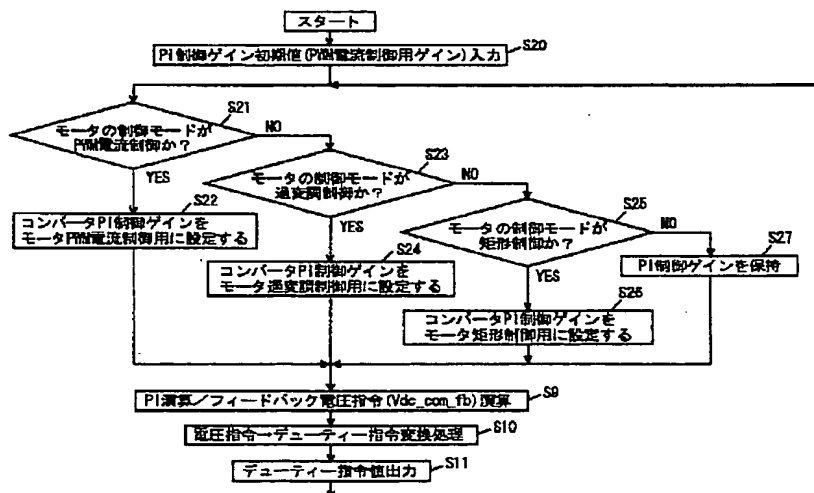 スタート
PI制御ゲイン初期値(PWM電流制御用ゲイン)入力
S20
S21
モータの制御モードが
PWM電流制御か?
NO
YES
S23
モータの制御モードが
過変調制御か?
NO
YES
S22
コンバータPI制御ゲインを
モータPWM電流制御用に設定する
S25
モータの制御モードが
矩形制御か?
NO
YES
S24
コンバータPI制御ゲインを
モータ過変調制御用に設定する
S27
PI制御ゲインを保持
S26
コンバータPI制御ゲインを
モータ矩形制御用に設定する
S9
PI演算/フィードバック電圧指令(Vdc_com_fb)演算
S10
電圧指令→デューティー指令変換処理
S11
デューティー指令値出力